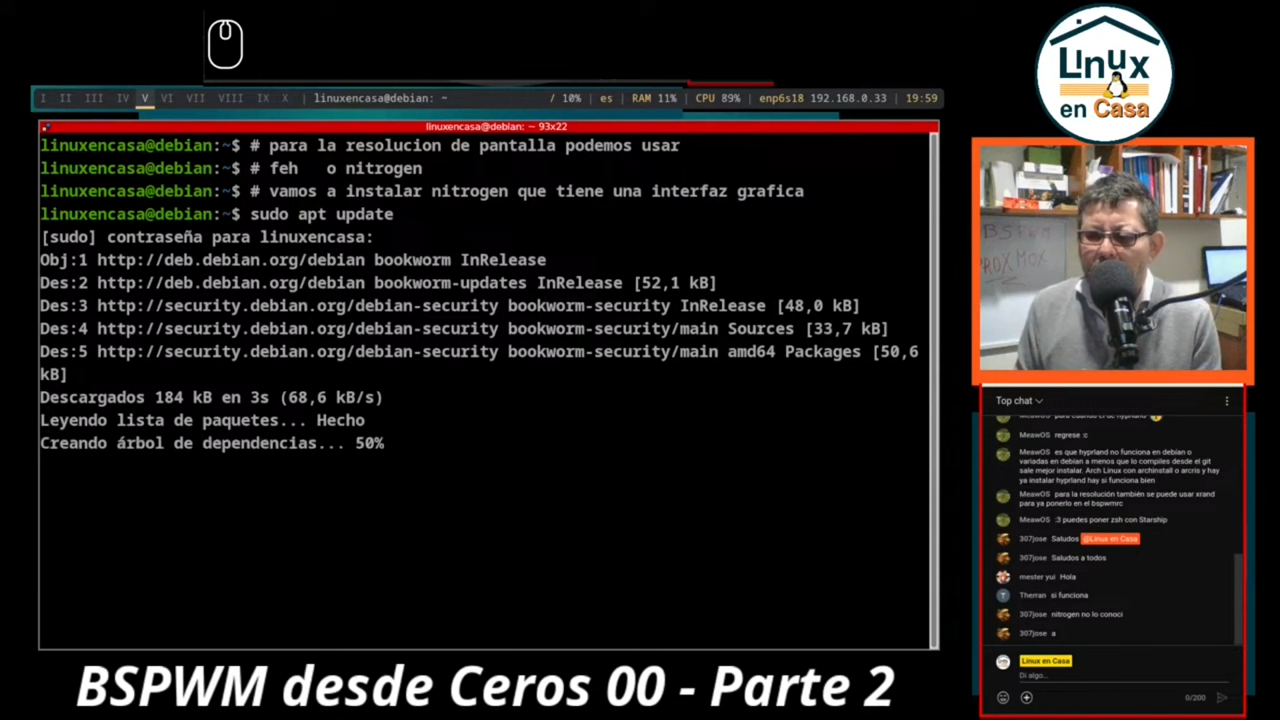 I II III IV V VI VII VIII IX X linuxencasa@debian: ~ / 10% | es | RAM 11% | CPU 89% | enp6s18 192.168.0.33 | 19:59
linuxencasa@debian: ~ 93x22
linuxencasa@debian:~$ # para la resolucion de pantalla podemos usar
linuxencasa@debian:~$ # feh   o nitrogen
linuxencasa@debian:~$ # vamos a instalar nitrogen que tiene una interfaz grafica
linuxencasa@debian:~$ sudo apt update
[sudo] contraseña para linuxencasa:
Obj:1 http://deb.debian.org/debian bookworm InRelease
Des:2 http://deb.debian.org/debian bookworm-updates InRelease [52,1 kB]
Des:3 http://security.debian.org/debian-security bookworm-security InRelease [48,0 kB]
Des:4 http://security.debian.org/debian-security bookworm-security/main Sources [33,7 kB]
Des:5 http://security.debian.org/debian-security bookworm-security/main amd64 Packages [50,6
kB]
Descargados 184 kB en 3s (68,6 kB/s)
Leyendo lista de paquetes... Hecho
Creando árbol de dependencias... 50%
BSPWM desde Ceros 00 - Parte 2
Linux
en Casa
BSPWM
PROXMOX
Top chat
MeawOS regrese :c
MeawOS es que hyprland no funciona en debian o
variadas en debian a menos que lo compiles desde el git
sale mejor instalar. Arch Linux con archinstall o arcris y hay
ya instalar hyprland hay si funciona bien
MeawOS para la resolución también se puede usar xrand
para ya ponerlo en el bspwmrc
MeawOS :3 puedes poner zsh con Starship
307jose Saludos @Linux en Casa
307jose Saludos a todos
mester yui Hola
T Therran si funciona
307jose nitrogen no lo conoci
307jose a
Linux en Casa
Di algo...
0/200